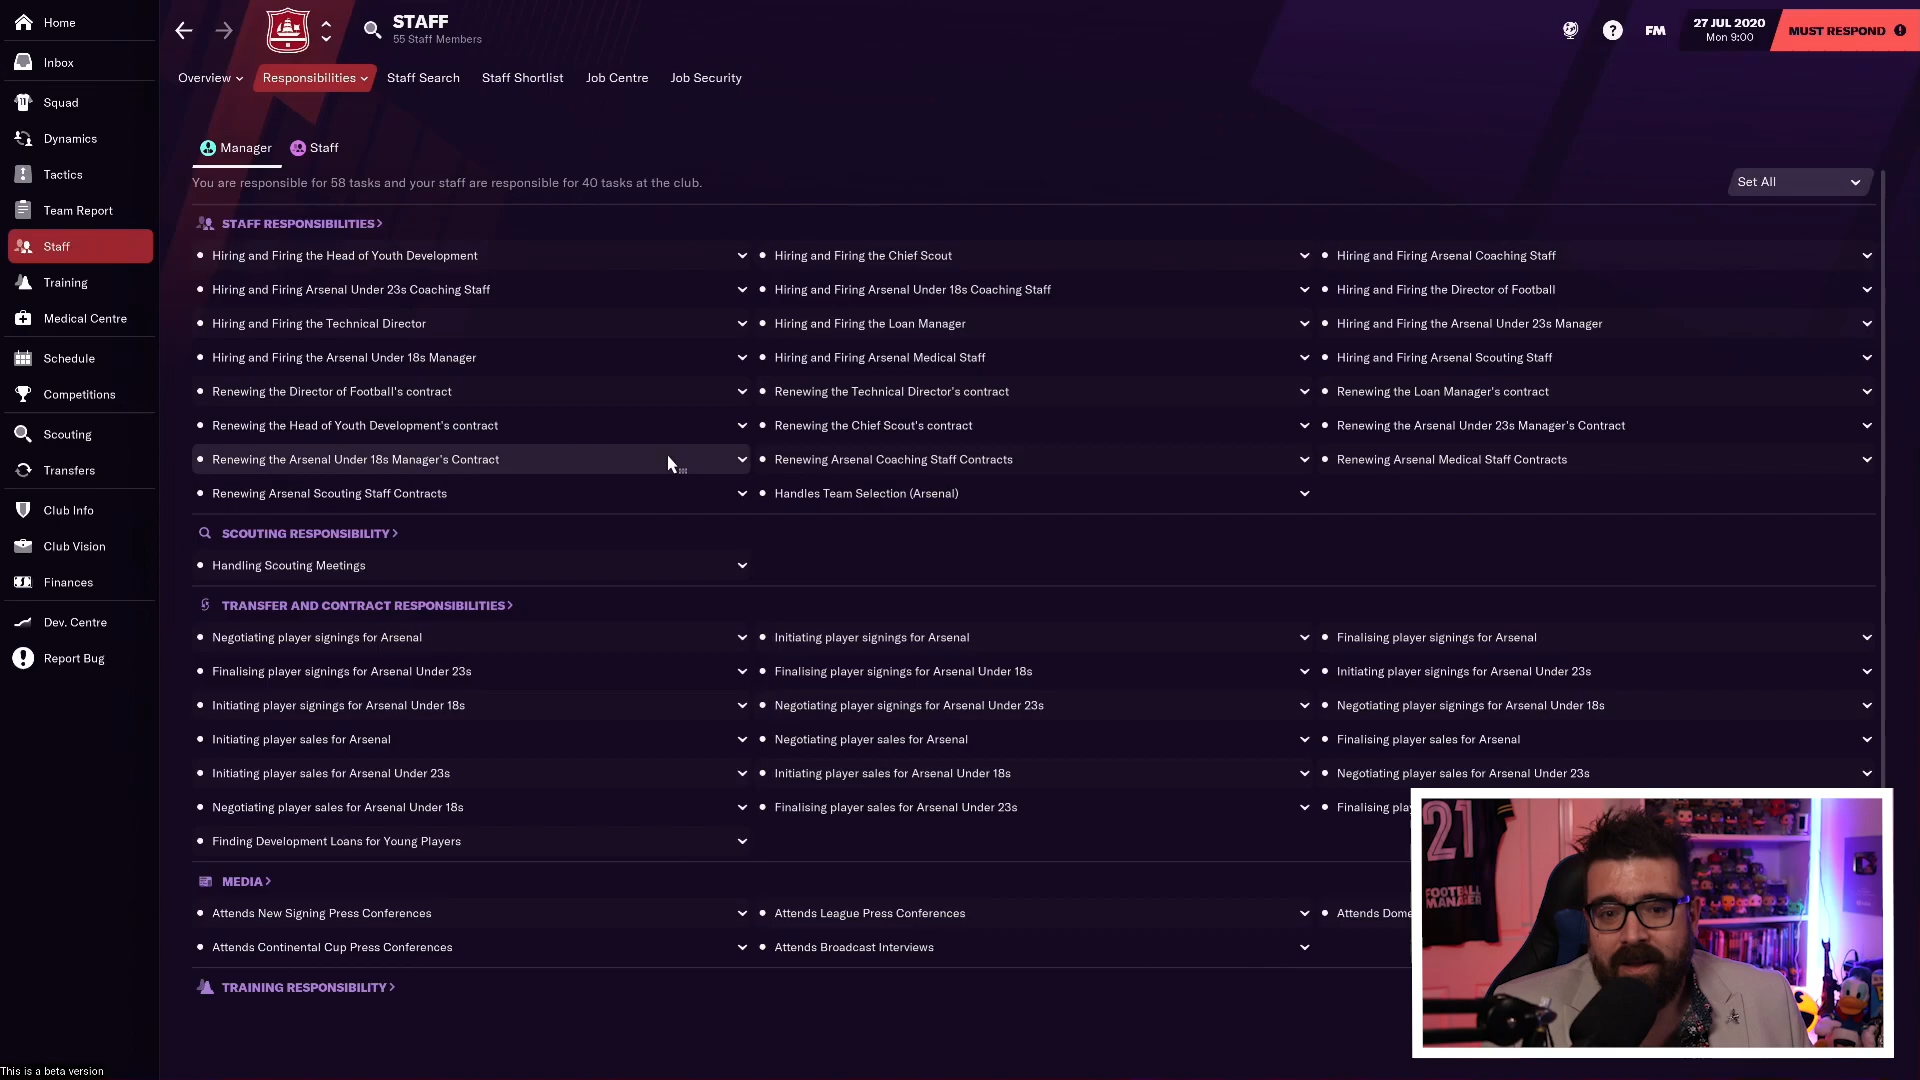 Home
Inbox
Squad
Dynamics
Tactics
Team Report
Staff
Training
Medical Centre
Schedule
Competitions
Scouting
Transfers
Club Info
Club Vision
Finances
Dev. Centre
Report Bug
This is a beta version
STAFF
55 Staff Members
FM
27 JUL 2020
Mon 9:00
MUST RESPOND
Overview Responsibilities Staff Search Staff Shortlist Job Centre Job Security
Manager Staff
You are responsible for 58 tasks and your staff are responsible for 40 tasks at the club.
Set All
STAFF RESPONSIBILITIES
Hiring and Firing the Head of Youth Development Hiring and Firing the Chief Scout Hiring and Firing Arsenal Coaching Staff
Hiring and Firing Arsenal Under 23s Coaching Staff Hiring and Firing Arsenal Under 18s Coaching Staff Hiring and Firing the Director of Football
Hiring and Firing the Technical Director Hiring and Firing the Loan Manager Hiring and Firing the Arsenal Under 23s Manager
Hiring and Firing the Arsenal Under 18s Manager Hiring and Firing Arsenal Medical Staff Hiring and Firing Arsenal Scouting Staff
Renewing the Director of Football's contract Renewing the Technical Director's contract Renewing the Loan Manager's contract
Renewing the Head of Youth Development's contract Renewing the Chief Scout's contract Renewing the Arsenal Under 23s Manager's Contract
Renewing the Arsenal Under 18s Manager's Contract Renewing Arsenal Coaching Staff Contracts Renewing Arsenal Medical Staff Contracts
Renewing Arsenal Scouting Staff Contracts Handles Team Selection (Arsenal)
SCOUTING RESPONSIBILITY
Handling Scouting Meetings
TRANSFER AND CONTRACT RESPONSIBILITIES
Negotiating player signings for Arsenal Initiating player signings for Arsenal Finalising player signings for Arsenal
Finalising player signings for Arsenal Under 23s Finalising player signings for Arsenal Under 18s Initiating player signings for Arsenal Under 23s
Initiating player signings for Arsenal Under 18s Negotiating player signings for Arsenal Under 23s Negotiating player signings for Arsenal Under 18s
Initiating player sales for Arsenal Negotiating player sales for Arsenal Finalising player sales for Arsenal
Initiating player sales for Arsenal Under 23s Initiating player sales for Arsenal Under 18s Negotiating player sales for Arsenal Under 23s
Negotiating player sales for Arsenal Under 18s Finalising player sales for Arsenal Under 23s Finalising play
Finding Development Loans for Young Players
MEDIA
Attends New Signing Press Conferences Attends League Press Conferences Attends Dome
Attends Continental Cup Press Conferences Attends Broadcast Interviews
TRAINING RESPONSIBILITY
21
FOOTBALL
MANAGER